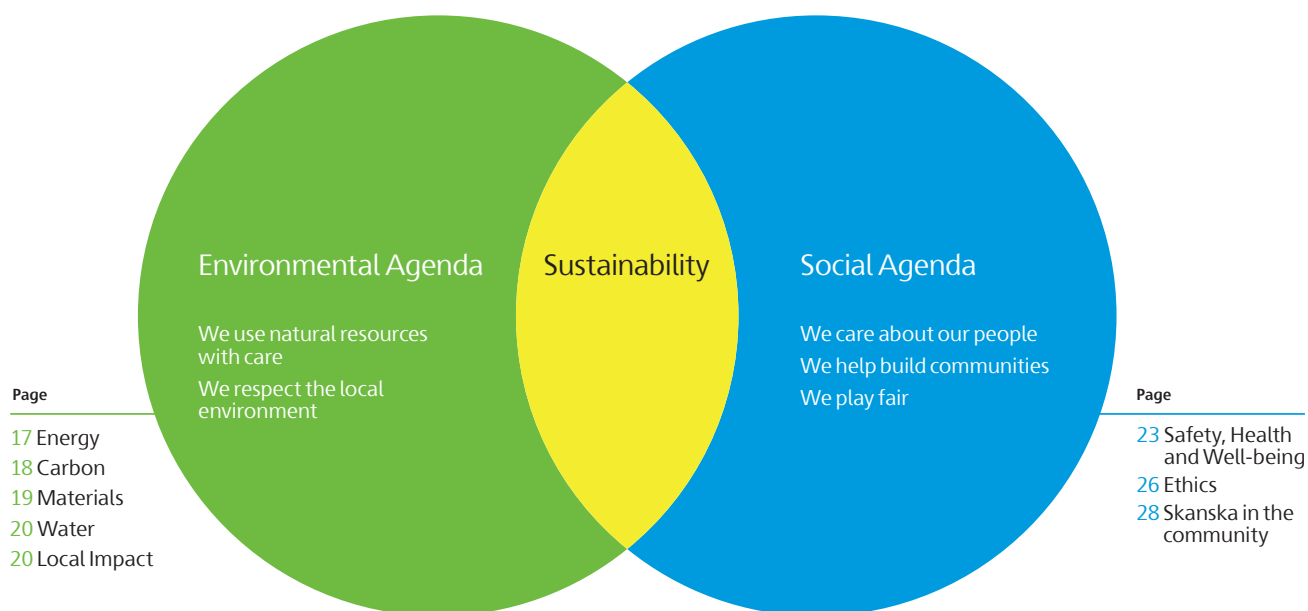 Environmental Agenda
We use natural resources
with care
We respect the local
environment
Sustainability
Social Agenda
We care about our people
We help build communities
We play fair
Page
17 Energy
18 Carbon
19 Materials
20 Water
20 Local Impact
Page
23 Safety, Health
and Well-being
26 Ethics
28 Skanska in the
community